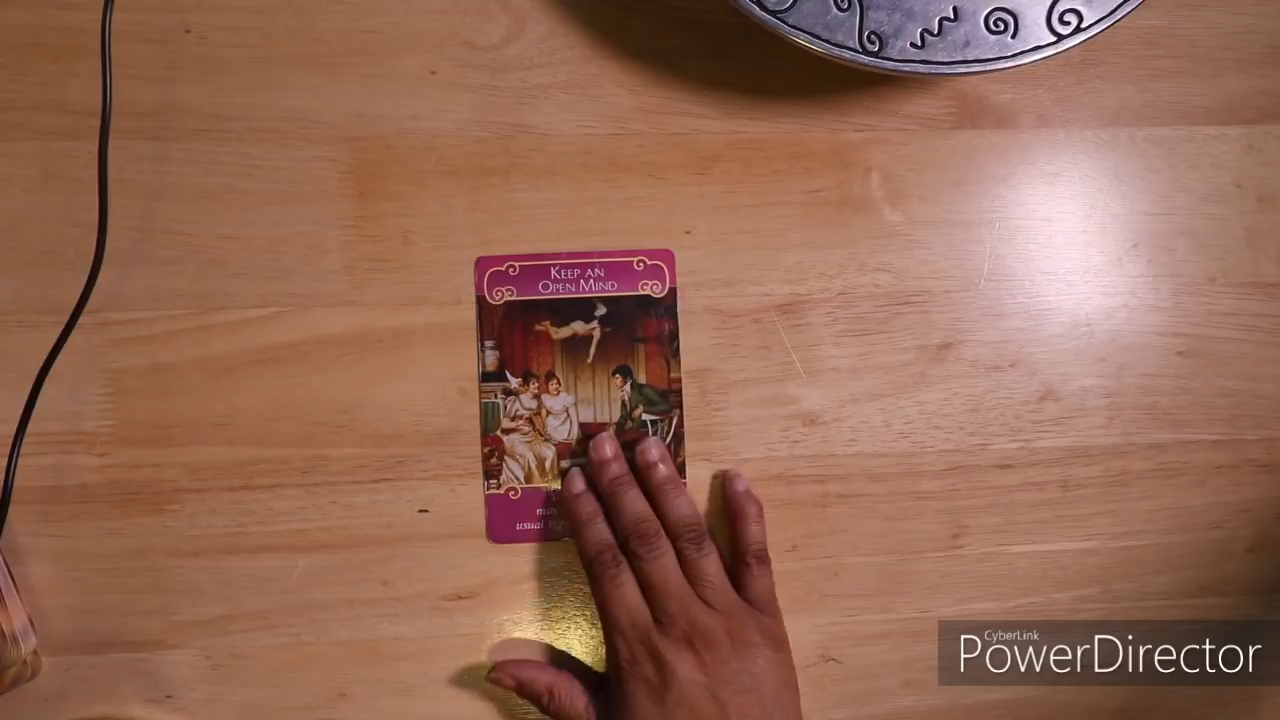 KEEP AN
OPEN MIND
usual
CyberLink
PowerDirector